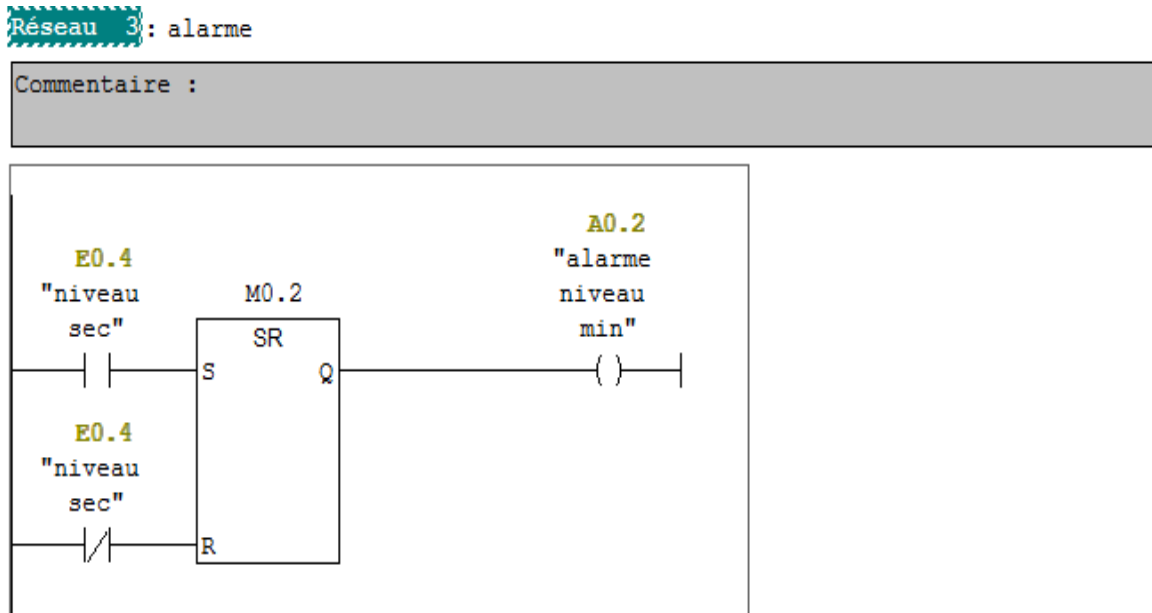 Réseau 3: alarme
Commentaire :
A0.2
"alarme
niveau
min"
E0.4
"niveau
sec"
M0.2
SR
S Q
E0.4
"niveau
sec"
R